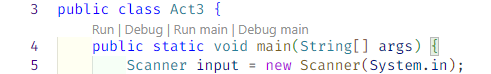 3 public class Act3 {
Run | Debug | Run main | Debug main
4 public static void main(String[] args) {
5 Scanner input = new Scanner(System.in);